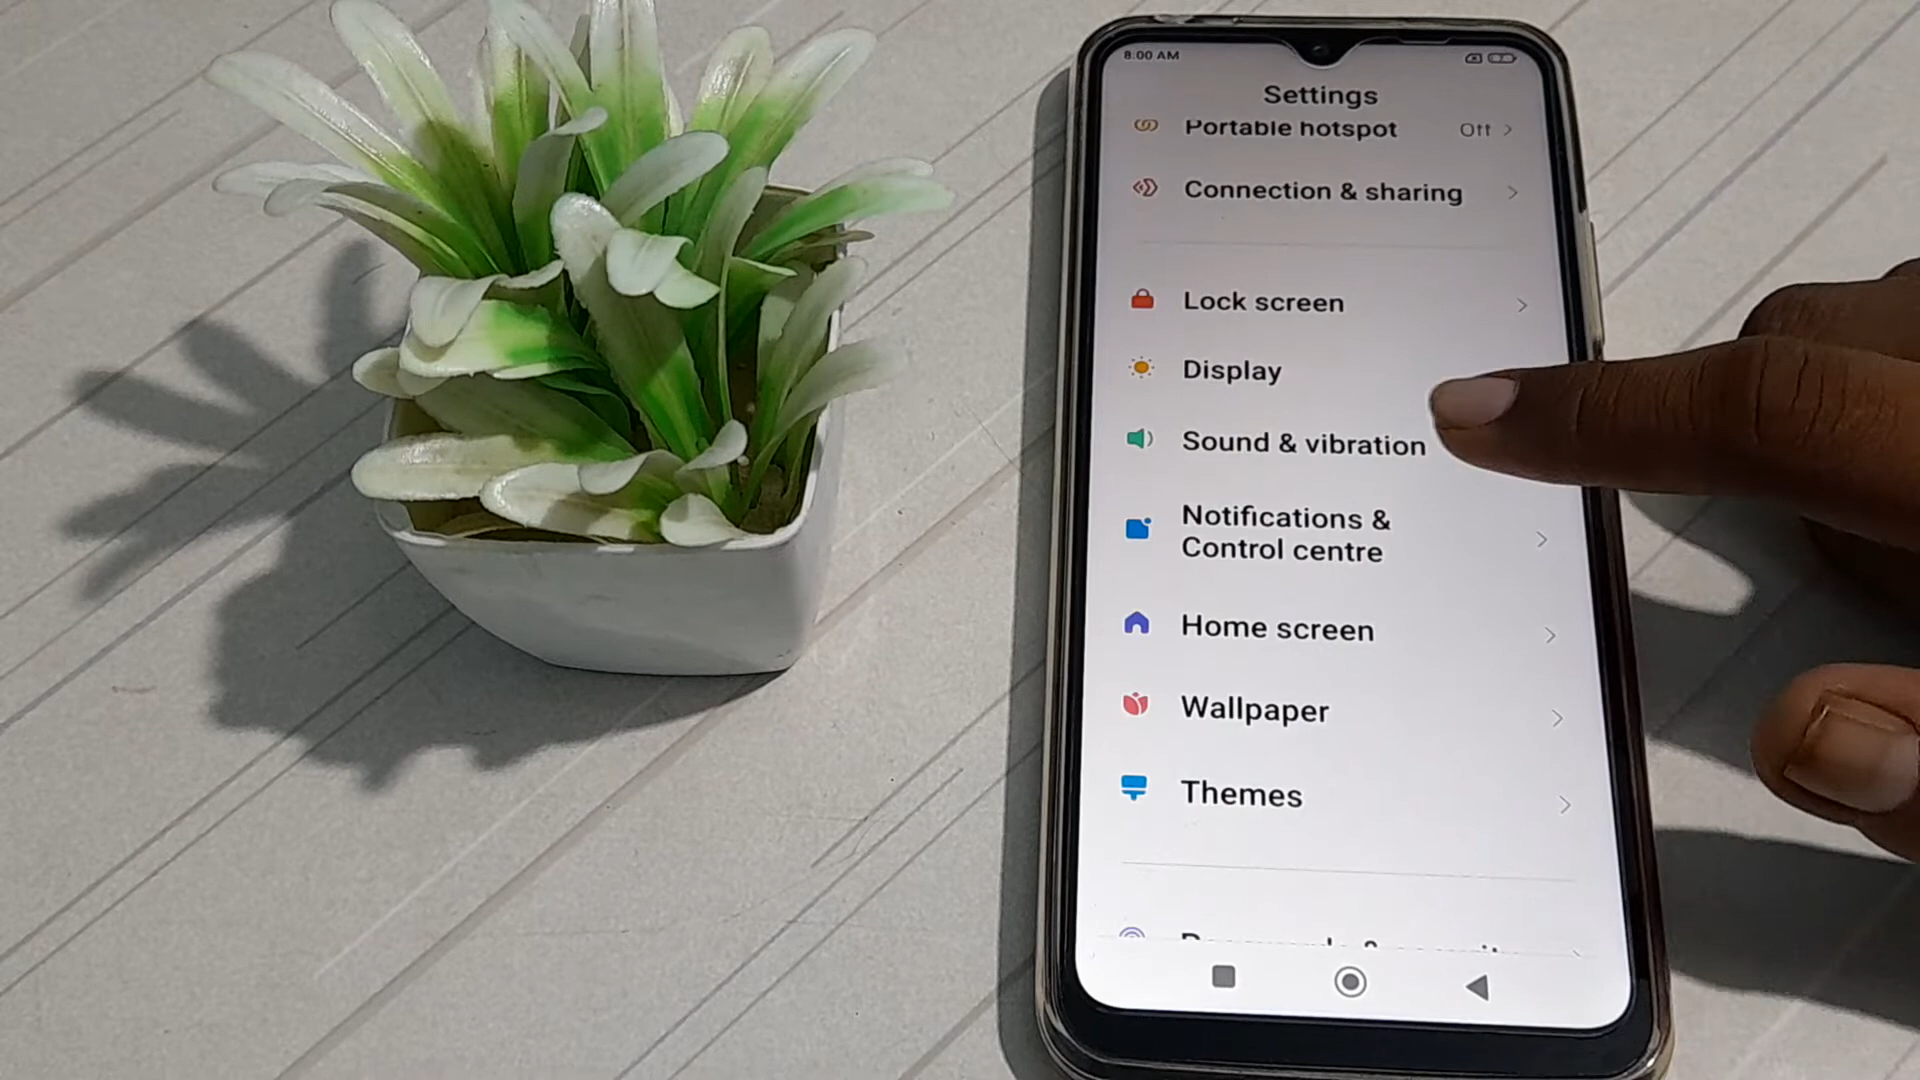 8:00 AM
Settings
Portable hotspot Off
Connection & sharing
Lock screen
Display
Sound & vibration
Notifications &
Control centre
Home screen
Wallpaper
Themes